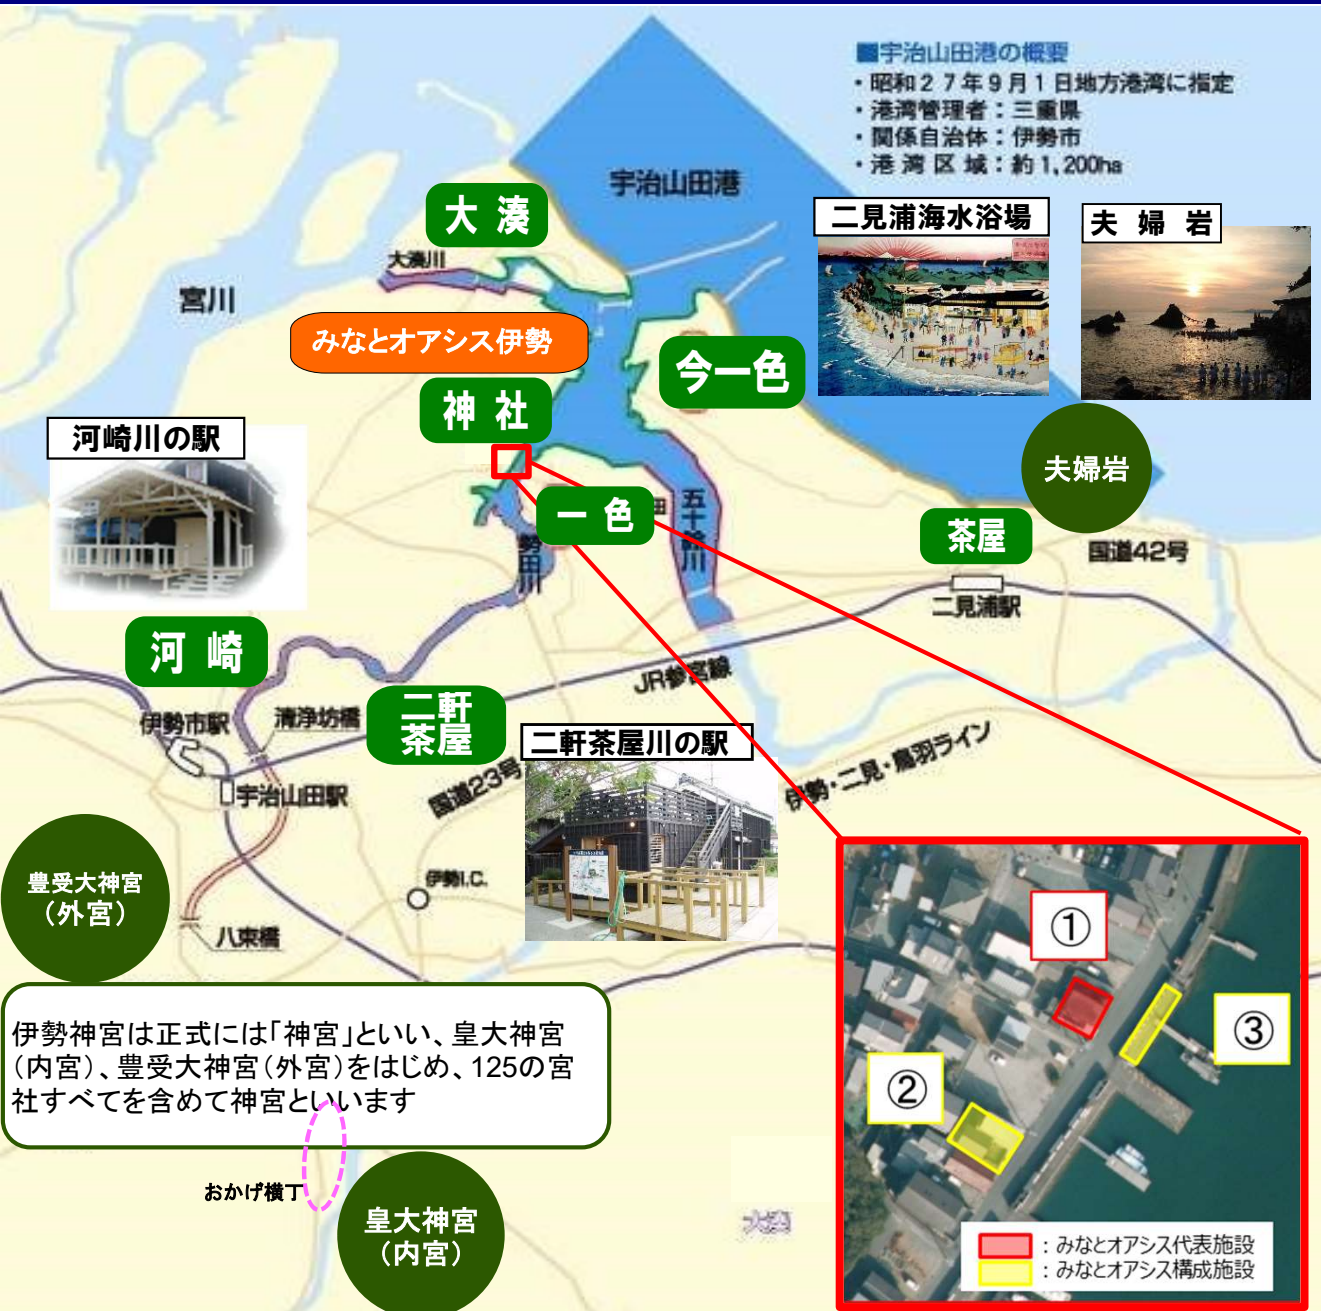 ■宇治山田港の概要
・昭和２７年９月１日地方港湾に指定
・港湾管理者：三重県
・関係自治体：伊勢市
・港湾区域：約1,200ha
宇治山田港
大湊
大湊川
宮川
二見浦海水浴場
夫婦岩
みなとオアシス伊勢
今一色
神社
河崎川の駅
夫婦岩
一色
田
五十鈴川
勢田川
茶屋
国道42号
二見浦駅
河崎
JR参宮線
二軒
茶屋
伊勢市駅
清浄坊橋
二軒茶屋川の駅
国道23号
伊勢・二見・鳥羽ライン
宇治山田駅
豊受大神宮
（外宮）
伊勢I.C.
八束橋
伊勢神宮は正式には「神宮」といい、皇大神宮
（内宮）、豊受大神宮（外宮）をはじめ、125の宮
社すべてを含めて神宮といいます
おかげ横丁
皇大神宮
（内宮）
大湊
①
②
③
：みなとオアシス代表施設
：みなとオアシス構成施設